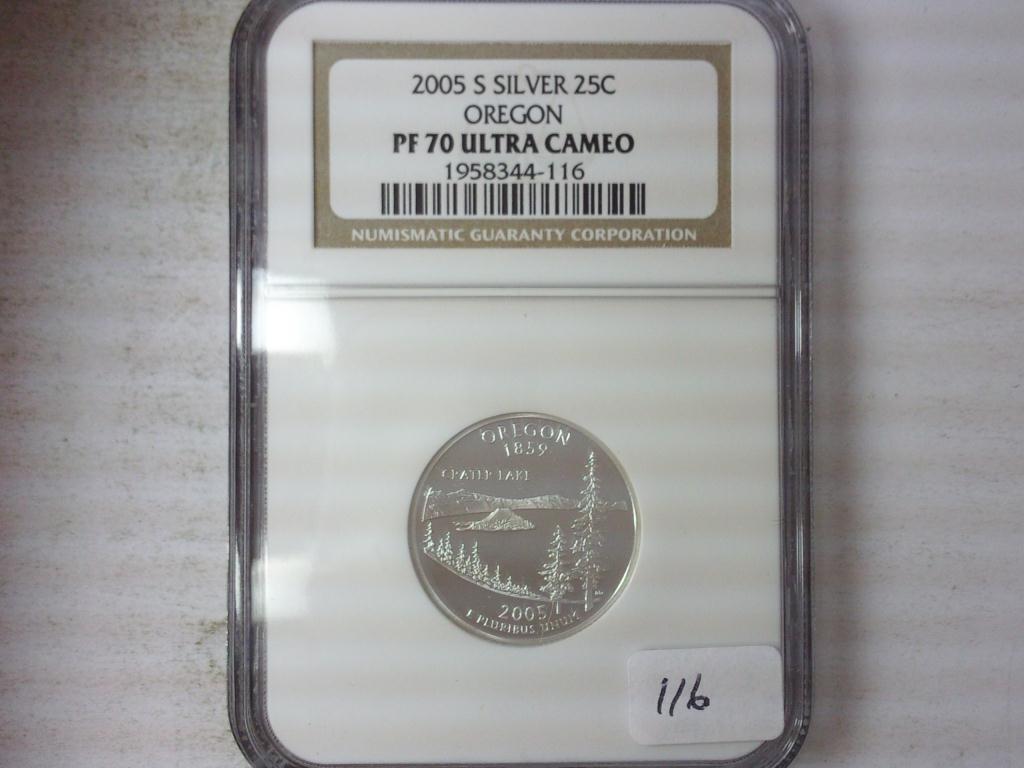 2005 S SILVER 25C
OREGON
PF 70 ULTRA CAMEO
1958344-116
NUMISMATIC GUARANTY CORPORATION
OREGON
1859
CRATER LAKE
2005
E PLURIBUS UNUM
116